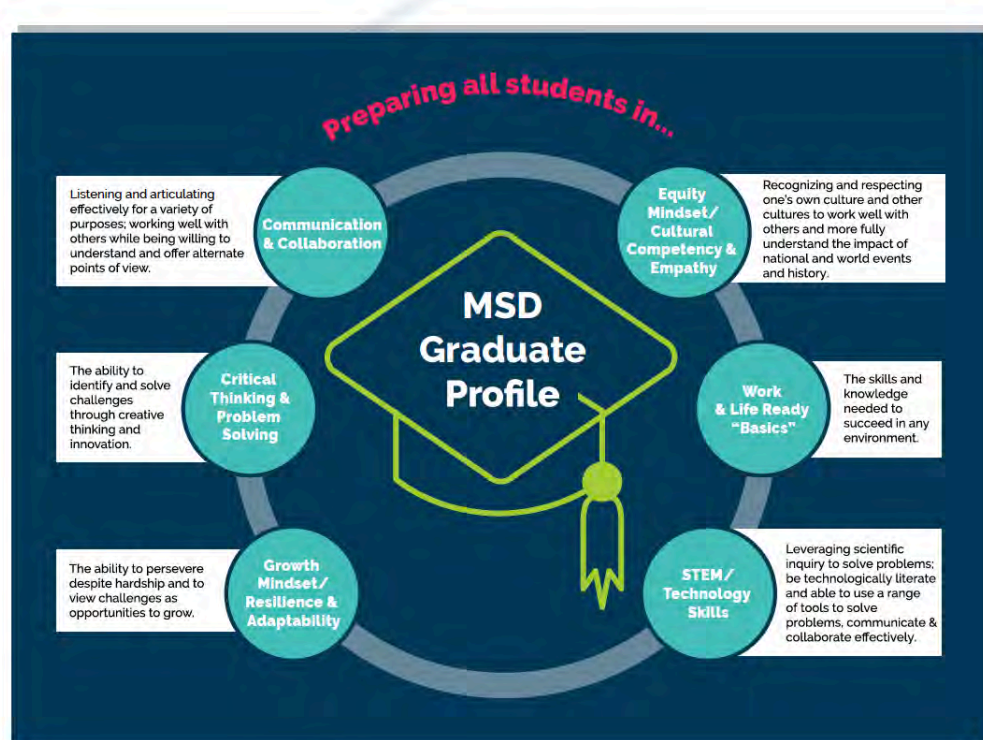 Preparing all students in...
MSD
Graduate
Profile
Communication
& Collaboration
Listening and articulating
effectively for a variety of
purposes; working well with
others while being willing to
understand and offer alternate
points of view.
Equity
Mindset/
Cultural
Competency &
Empathy
Recognizing and respecting
one's own culture and other
cultures to work well with
others and more fully
understand the impact of
national and world events
and history.
Critical
Thinking &
Problem
Solving
The ability to
identify and solve
challenges
through creative
thinking and
innovation.
Work
& Life Ready
“Basics”
The skills and
knowledge
needed to
succeed in any
environment.
Growth
Mindset/
Resilience &
Adaptability
The ability to persevere
despite hardship and to
view challenges as
opportunities to grow.
STEM/
Technology
Skills
Leveraging scientific
inquiry to solve problems;
be technologically literate
and able to use a range
of tools to solve
problems, communicate &
collaborate effectively.